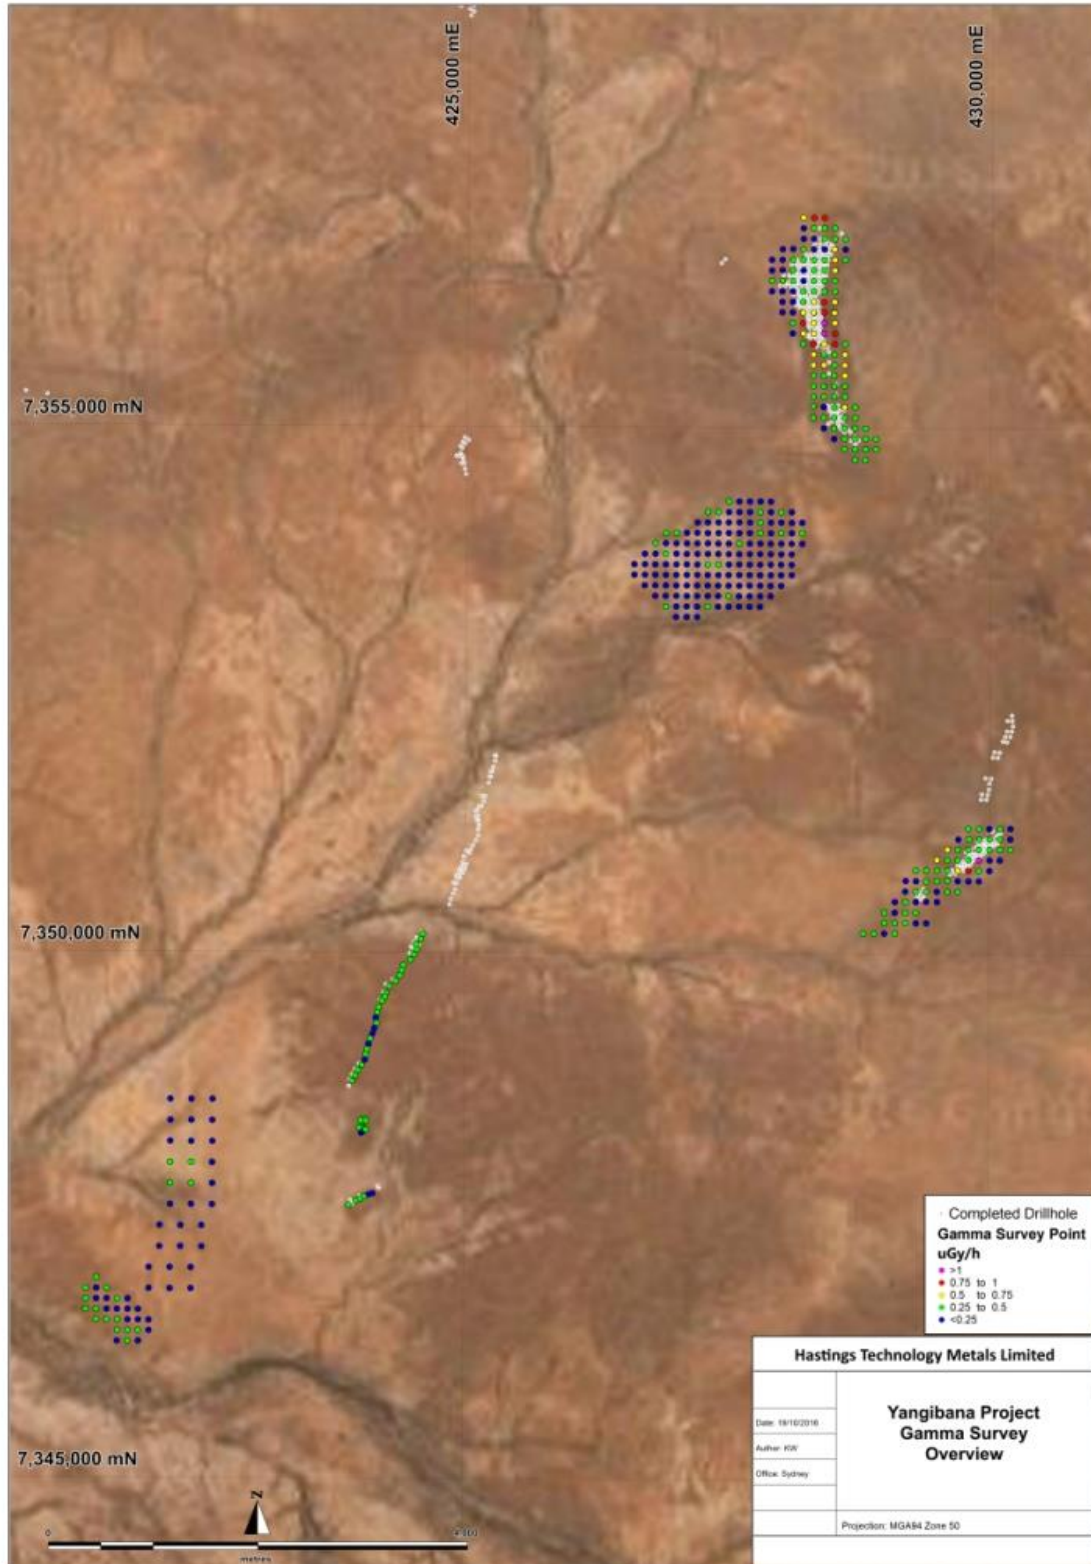 425,000 mE
430,000 mE
7,355,000 mN
7,350,000 mN
7,345,000 mN
Completed Drillhole
Gamma Survey Point
uGy/h
>1
0.75 to 1
0.5 to 0.75
0.25 to 0.5
<0.25
Hastings Technology Metals Limited
Yangibana Project
Gamma Survey
Overview
Date: 19/10/2016
Author: KW
Office: Sydney
Projection: MGA94 Zone 50
Z
0
metres